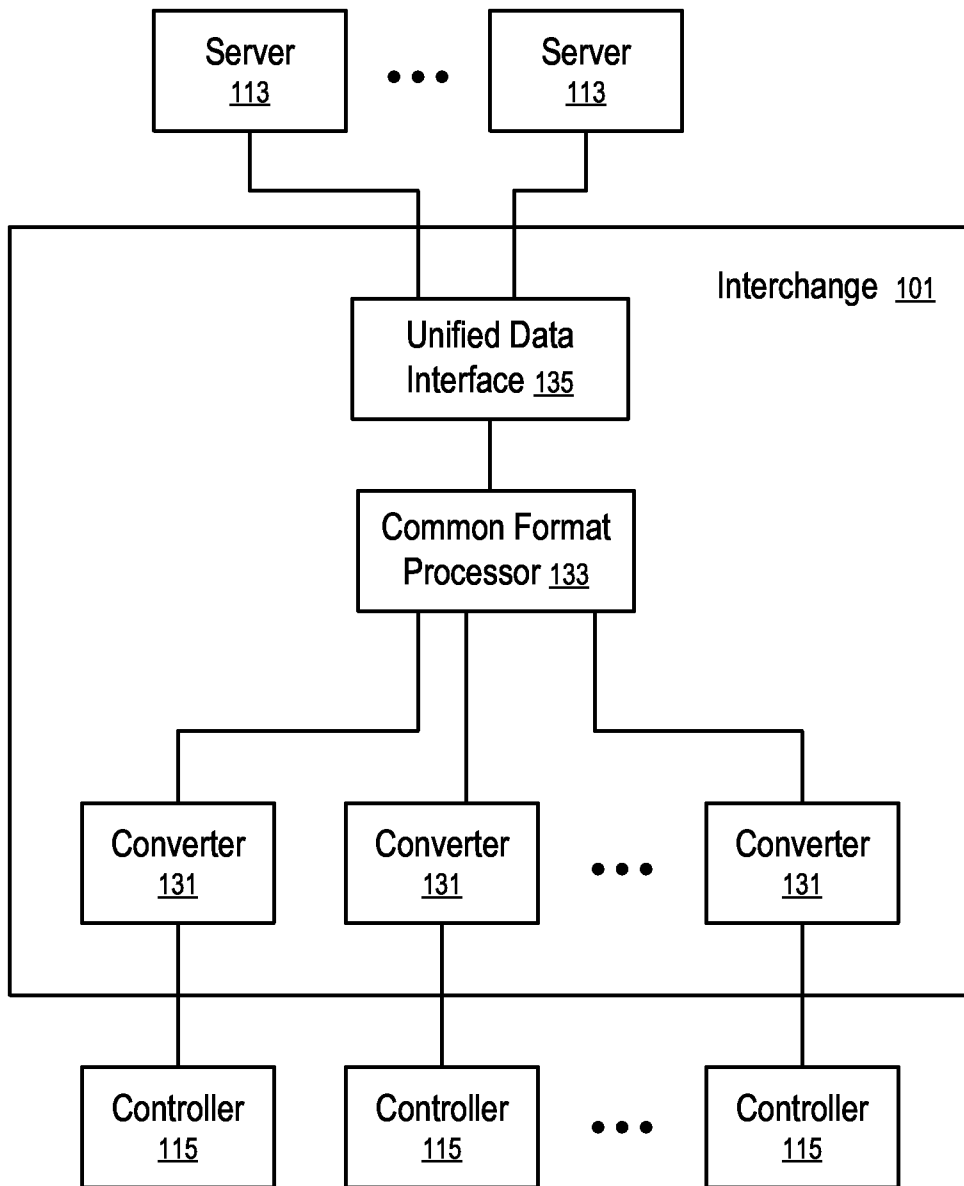 Server
113
Server
113
Interchange 101
Unified Data
Interface 135
Common Format
Processor 133
Converter
131
Converter
131
Converter
131
Controller
115
Controller
115
Controller
115